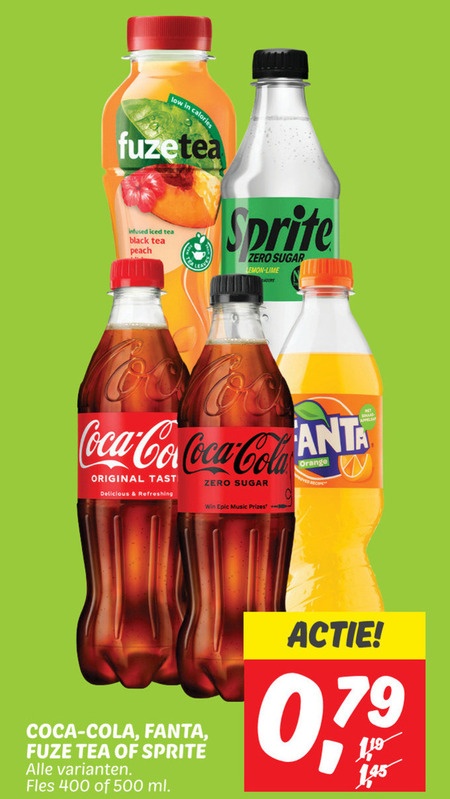 low in calories
fuzetea
infused iced tea
black tea
peach
Sprite
ZERO SUGAR
LEMON-LIME
Coca-Cola
ORIGINAL TASTE
Delicious & Refreshing
Coca-Cola
ZERO SUGAR
Win Epic Music Prizes*
FANTA
Orange
ACTIE!
0,79
1,19
1,45
COCA-COLA, FANTA,
FUZE TEA OF SPRITE
Alle varianten.
Fles 400 of 500 ml.